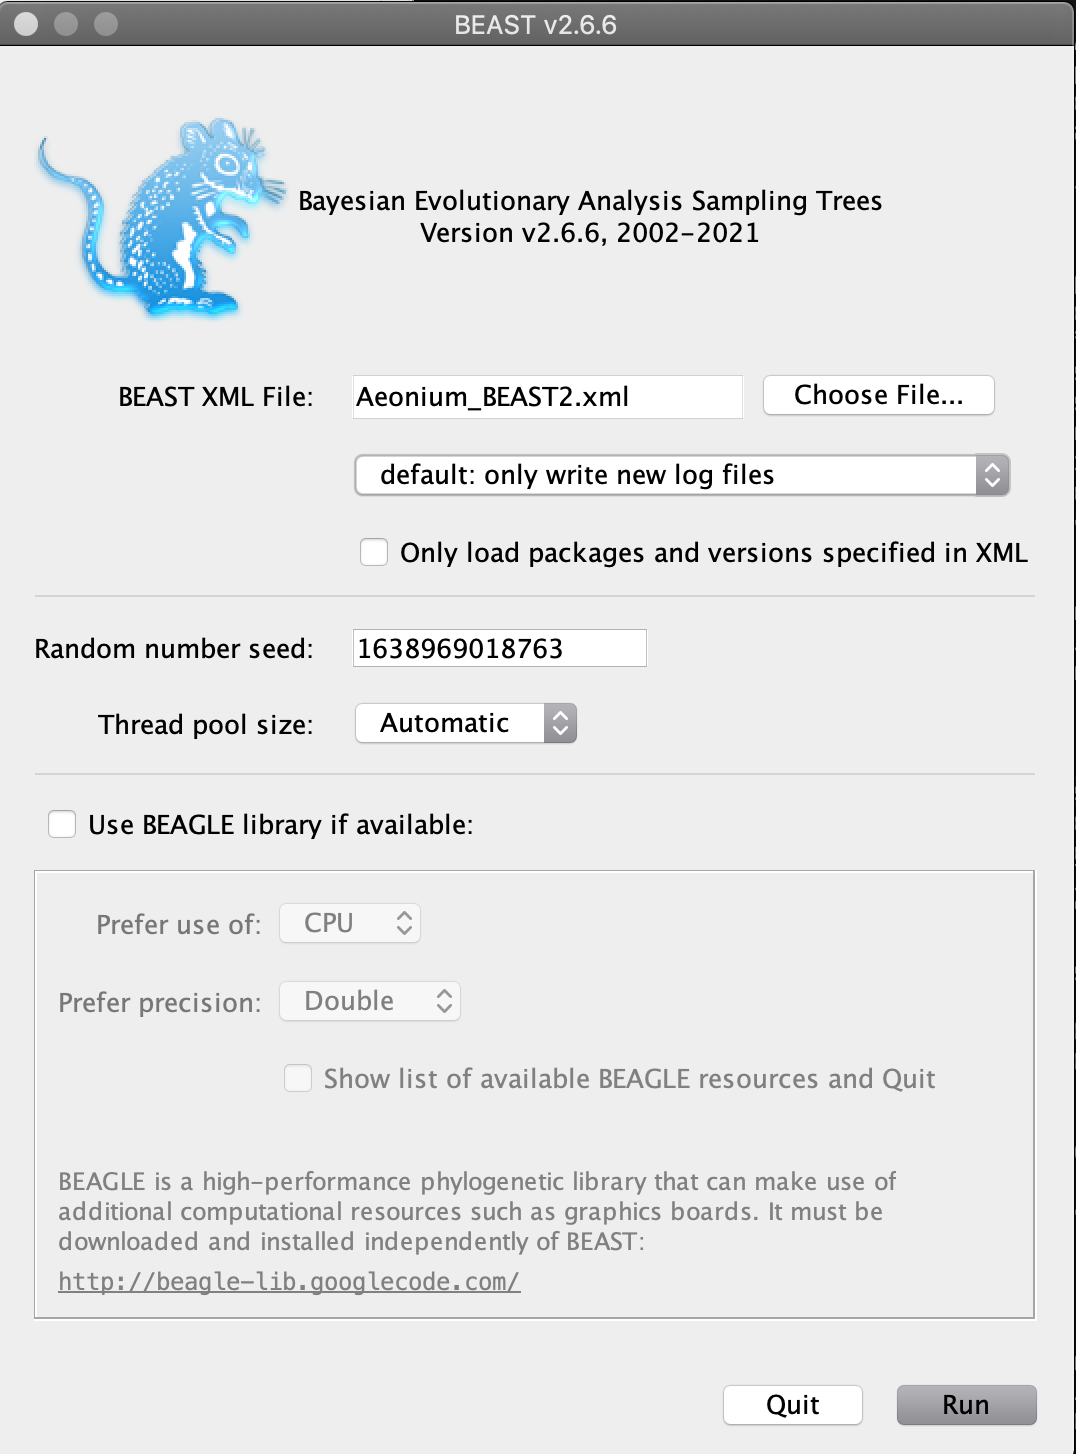 BEAST v2.6.6
Bayesian Evolutionary Analysis Sampling Trees
Version v2.6.6, 2002-2021
BEAST XML File: Aeonium_BEAST2.xml Choose File...
default: only write new log files
Only load packages and versions specified in XML
Random number seed: 1638969018763
Thread pool size: Automatic
Use BEAGLE library if available:
Prefer use of: CPU
Prefer precision: Double
Show list of available BEAGLE resources and Quit
BEAGLE is a high-performance phylogenetic library that can make use of
additional computational resources such as graphics boards. It must be
downloaded and installed independently of BEAST:
http://beagle-lib.googlecode.com/
Quit Run